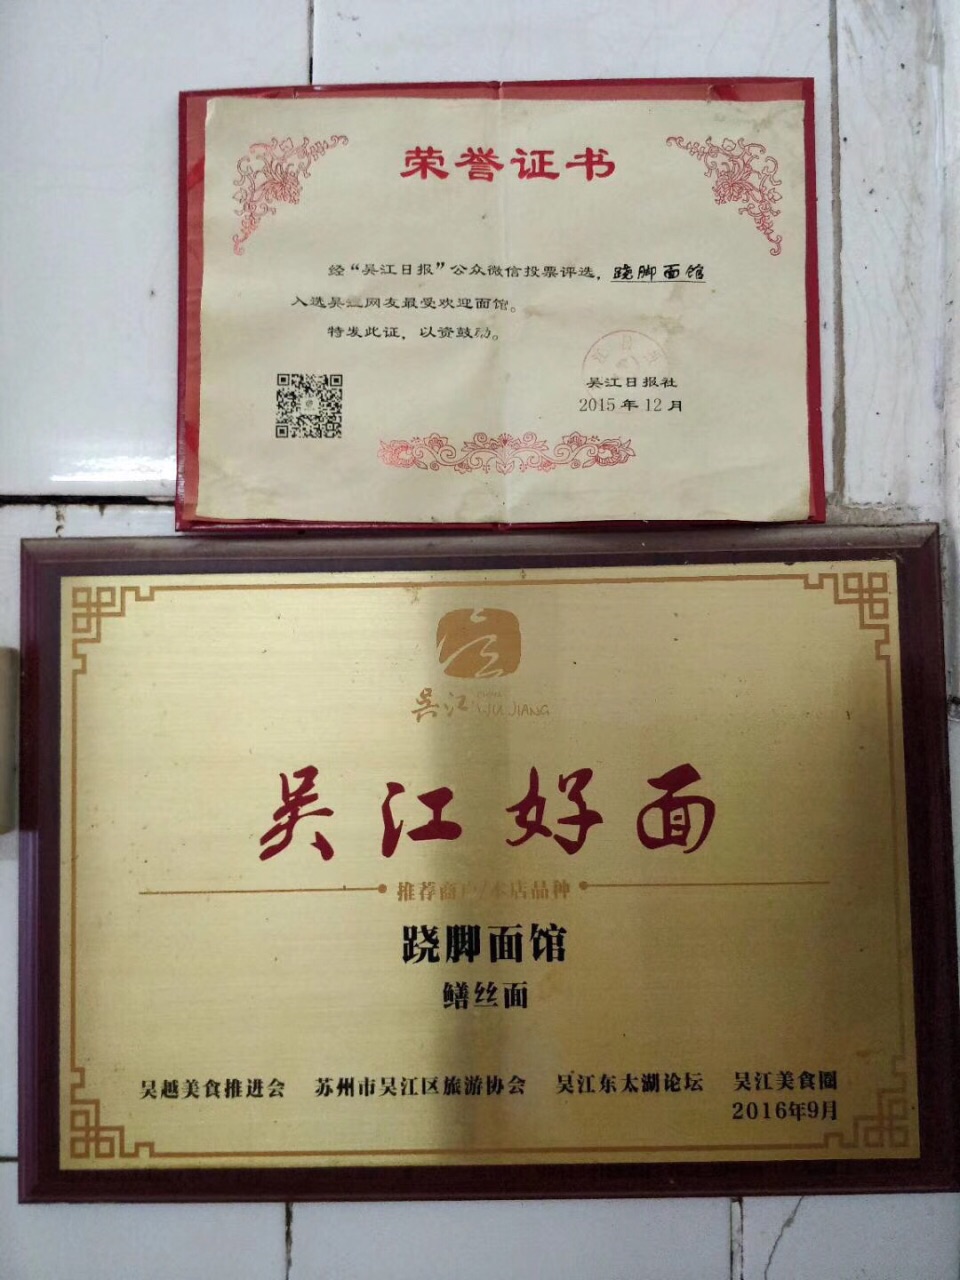 荣誉证书
经“吴江日报”公众微信投票评选，跷脚面馆
入选吴江网友最受欢迎面馆。
特发此证，以资鼓励。
吴江日报社
2015年12月
吴江
WUJIANG
吴江好面
推荐商户/本店品种
跷脚面馆
鳝丝面
吴越美食推进会 苏州市吴江区旅游协会 吴江东太湖论坛 吴江美食圈
2016年9月